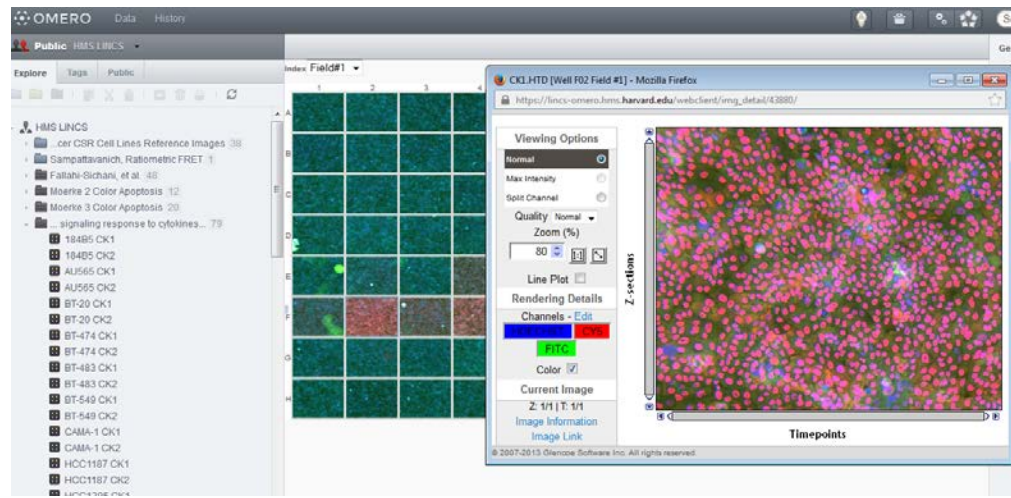 OMERO Data History
S
Public HMS LINCS
Ge
Explore Tags Public
Index Field#1
1 2 3 4
A
B
C
D
E
F
G
H
HMS LINCS
...cer CSR Cell Lines Reference Images 38
Sampattavanich, Ratiometric FRET 1
Fallahi-Sichani, et al. 48
Moerke 2 Color Apoptosis 12
Moerke 3 Color Apoptosis 20
... signaling response to cytokines... 79
184B5 CK1
184B5 CK2
AU565 CK1
AU565 CK2
BT-20 CK1
BT-20 CK2
BT-474 CK1
BT-474 CK2
BT-483 CK1
BT-483 CK2
BT-549 CK1
BT-549 CK2
CAMA-1 CK1
CAMA-1 CK2
HCC1187 CK1
HCC1187 CK2
CK1.HTD [Well F02 Field #1] - Mozilla Firefox
https://lincs-omero.hms.harvard.edu/webclient/img_detail/43880/
Viewing Options
Normal
Max Intensity
Split Channel
Quality Normal
Zoom (%)
80 1:1
Line Plot
Rendering Details
Channels - Edit
CY5
FITC
Color
Current Image
Z: 1/1 | T: 1/1
Image Information
Image Link
Z-sections
Timepoints
© 2007-2013 Glencoe Software Inc. All rights reserved.